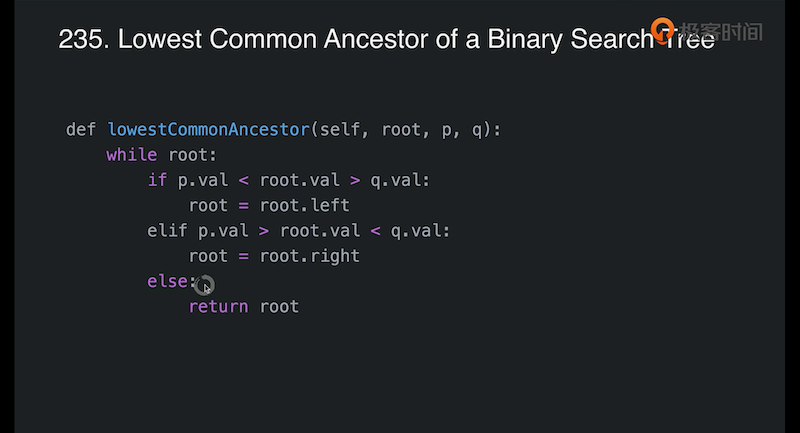 极客时间
235. Lowest Common Ancestor of a Binary Search Tree
def lowestCommonAncestor(self, root, p, q):
    while root:
        if p.val < root.val > q.val:
            root = root.left
        elif p.val > root.val < q.val:
            root = root.right
        else:
            return root